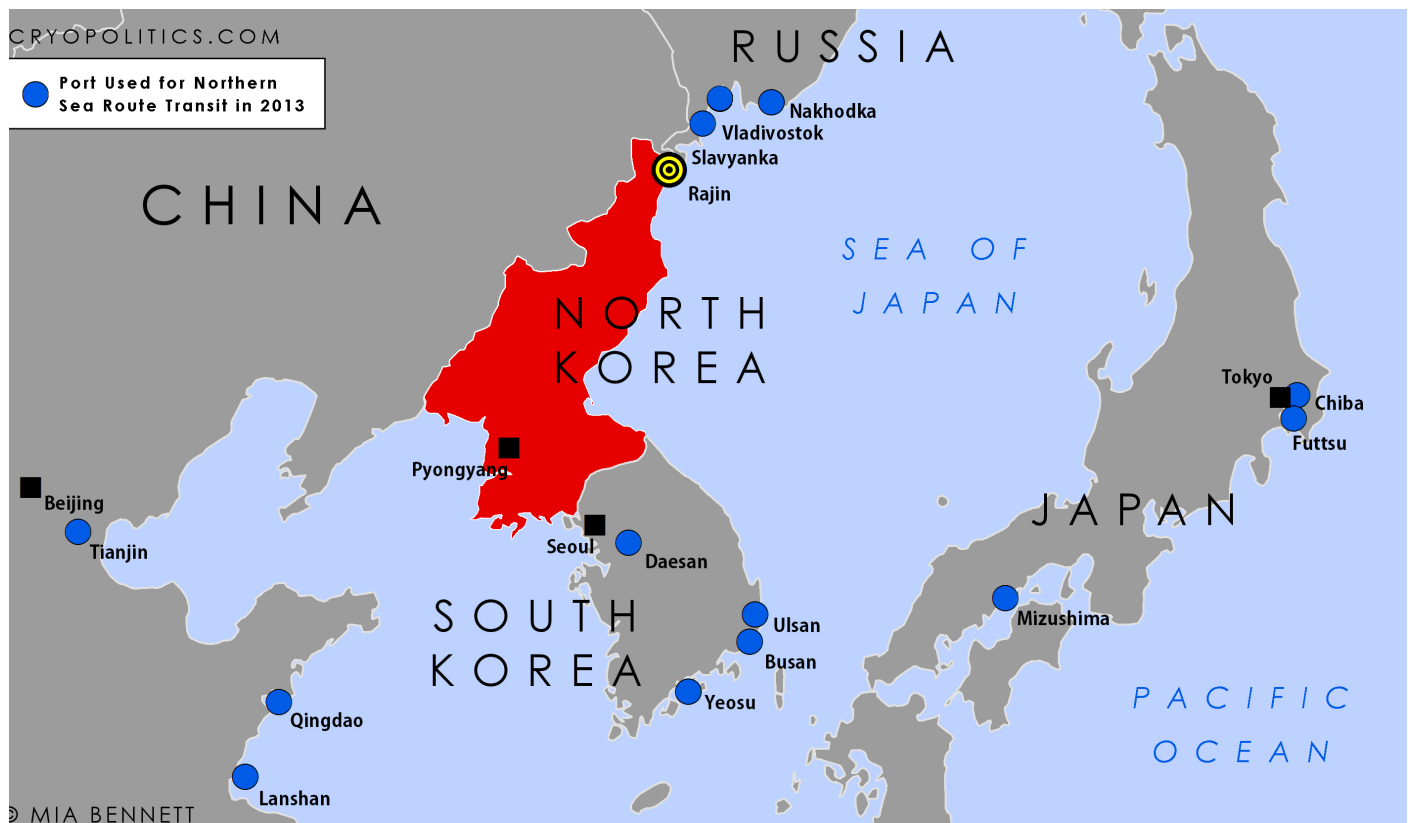 CRYOPOLITICS.COM
Port Used for Northern
Sea Route Transit in 2013
RUSSIA
Nakhodka
Vladivostok
Slavyanka
Rajin
CHINA
SEA OF
JAPAN
NORTH
KOREA
Tokyo
Chiba
Futtsu
Pyongyang
Beijing
Tianjin
JAPAN
Seoul
Daesan
SOUTH
KOREA
Ulsan
Busan
Mizushima
Yeosu
PACIFIC
OCEAN
Qingdao
Lanshan
© MIA BENNETT